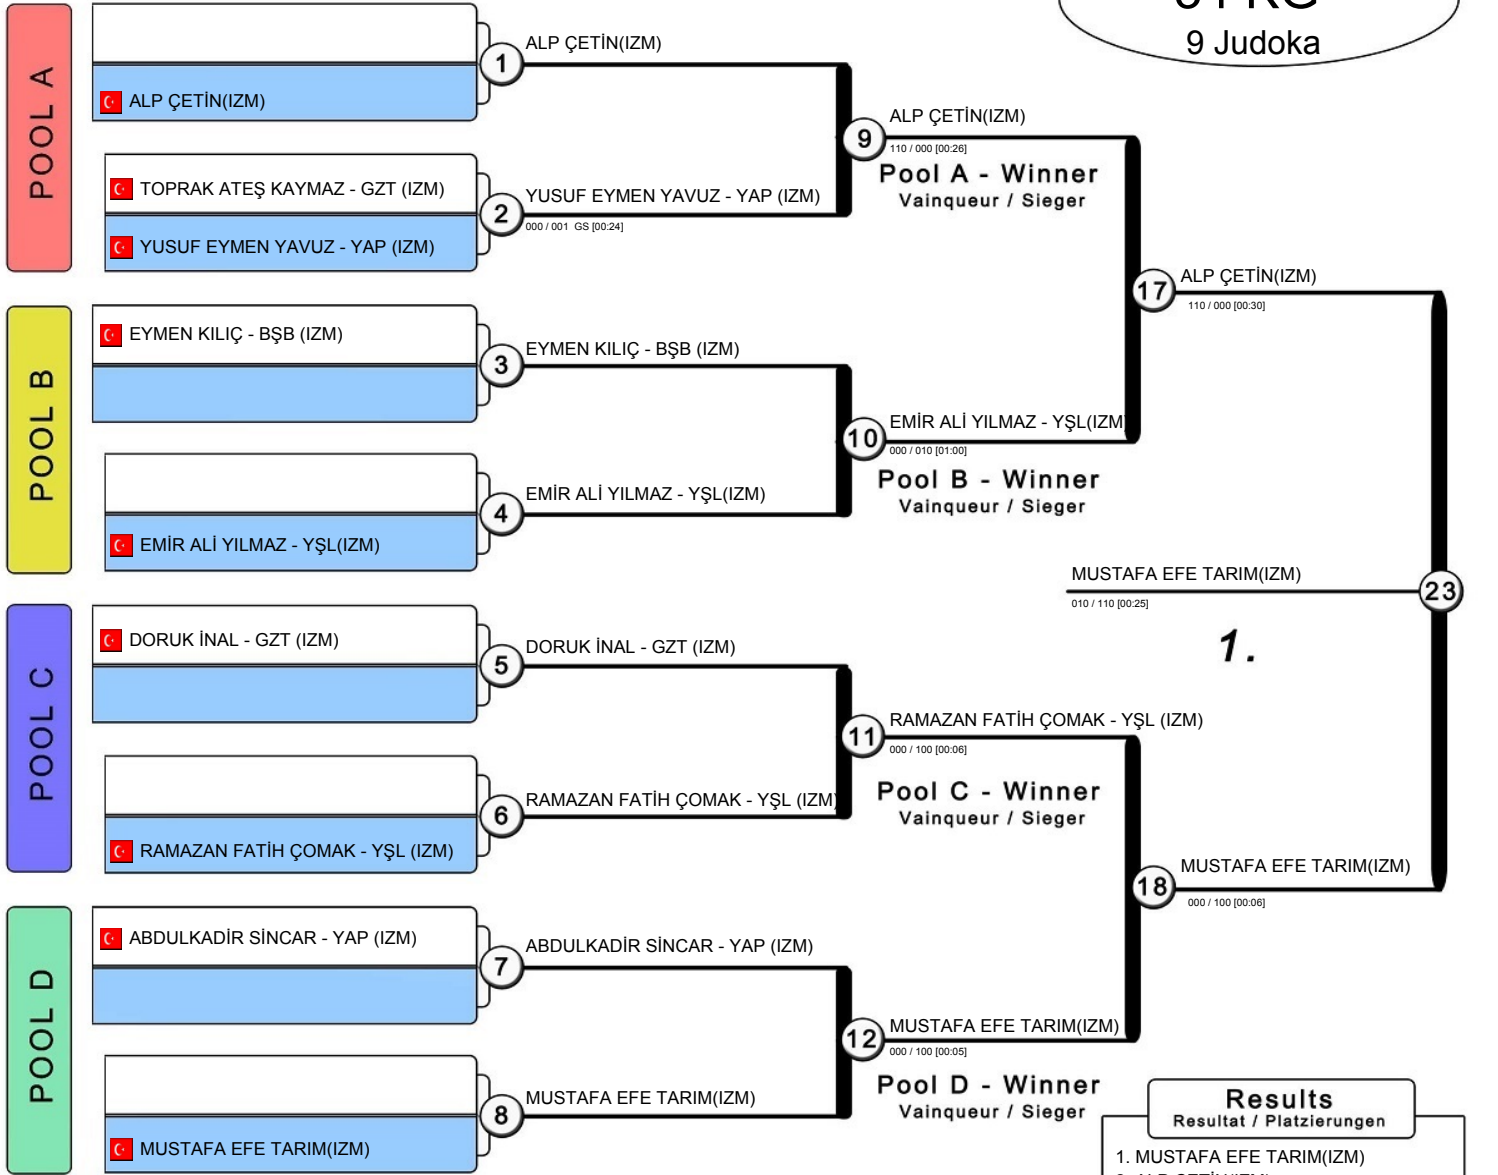 9 Judoka
POOL A
ALP ÇETİN(IZM)
TOPRAK ATEŞ KAYMAZ - GZT (IZM)
YUSUF EYMEN YAVUZ - YAP (IZM)
1
ALP ÇETİN(IZM)
2
YUSUF EYMEN YAVUZ - YAP (IZM)
000 / 001 GS [00:24]
9
ALP ÇETİN(IZM)
110 / 000 [00:26]
Pool A - Winner
Vainqueur / Sieger
POOL B
EYMEN KILIÇ - BŞB (IZM)
EMİR ALİ YILMAZ - YŞL(IZM)
3
EYMEN KILIÇ - BŞB (IZM)
4
EMİR ALİ YILMAZ - YŞL(IZM)
10
EMİR ALİ YILMAZ - YŞL(IZM
000 / 010 [01:00]
Pool B - Winner
Vainqueur / Sieger
17
ALP ÇETİN(IZM)
110 / 000 [00:30]
MUSTAFA EFE TARIM(IZM)
23
010 / 110 [00:25]
1.
POOL C
DORUK İNAL - GZT (IZM)
RAMAZAN FATİH ÇOMAK - YŞL (IZM)
5
DORUK İNAL - GZT (IZM)
6
RAMAZAN FATİH ÇOMAK - YŞL (IZM)
11
RAMAZAN FATİH ÇOMAK - YŞL (IZM)
000 / 100 [00:06]
Pool C - Winner
Vainqueur / Sieger
18
MUSTAFA EFE TARIM(IZM)
000 / 100 [00:06]
POOL D
ABDULKADİR SİNCAR - YAP (IZM)
MUSTAFA EFE TARIM(IZM)
7
ABDULKADİR SİNCAR - YAP (IZM)
8
MUSTAFA EFE TARIM(IZM)
12
MUSTAFA EFE TARIM(IZM)
000 / 100 [00:05]
Pool D - Winner
Vainqueur / Sieger
Results
Resultat / Platzierungen
1. MUSTAFA EFE TARIM(IZM)